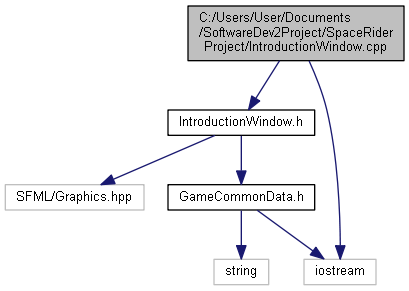 C:/Users/User/Documents
/SoftwareDev2Project/SpaceRider
Project/IntroductionWindow.cpp
IntroductionWindow.h
SFML/Graphics.hpp
GameCommonData.h
string
iostream